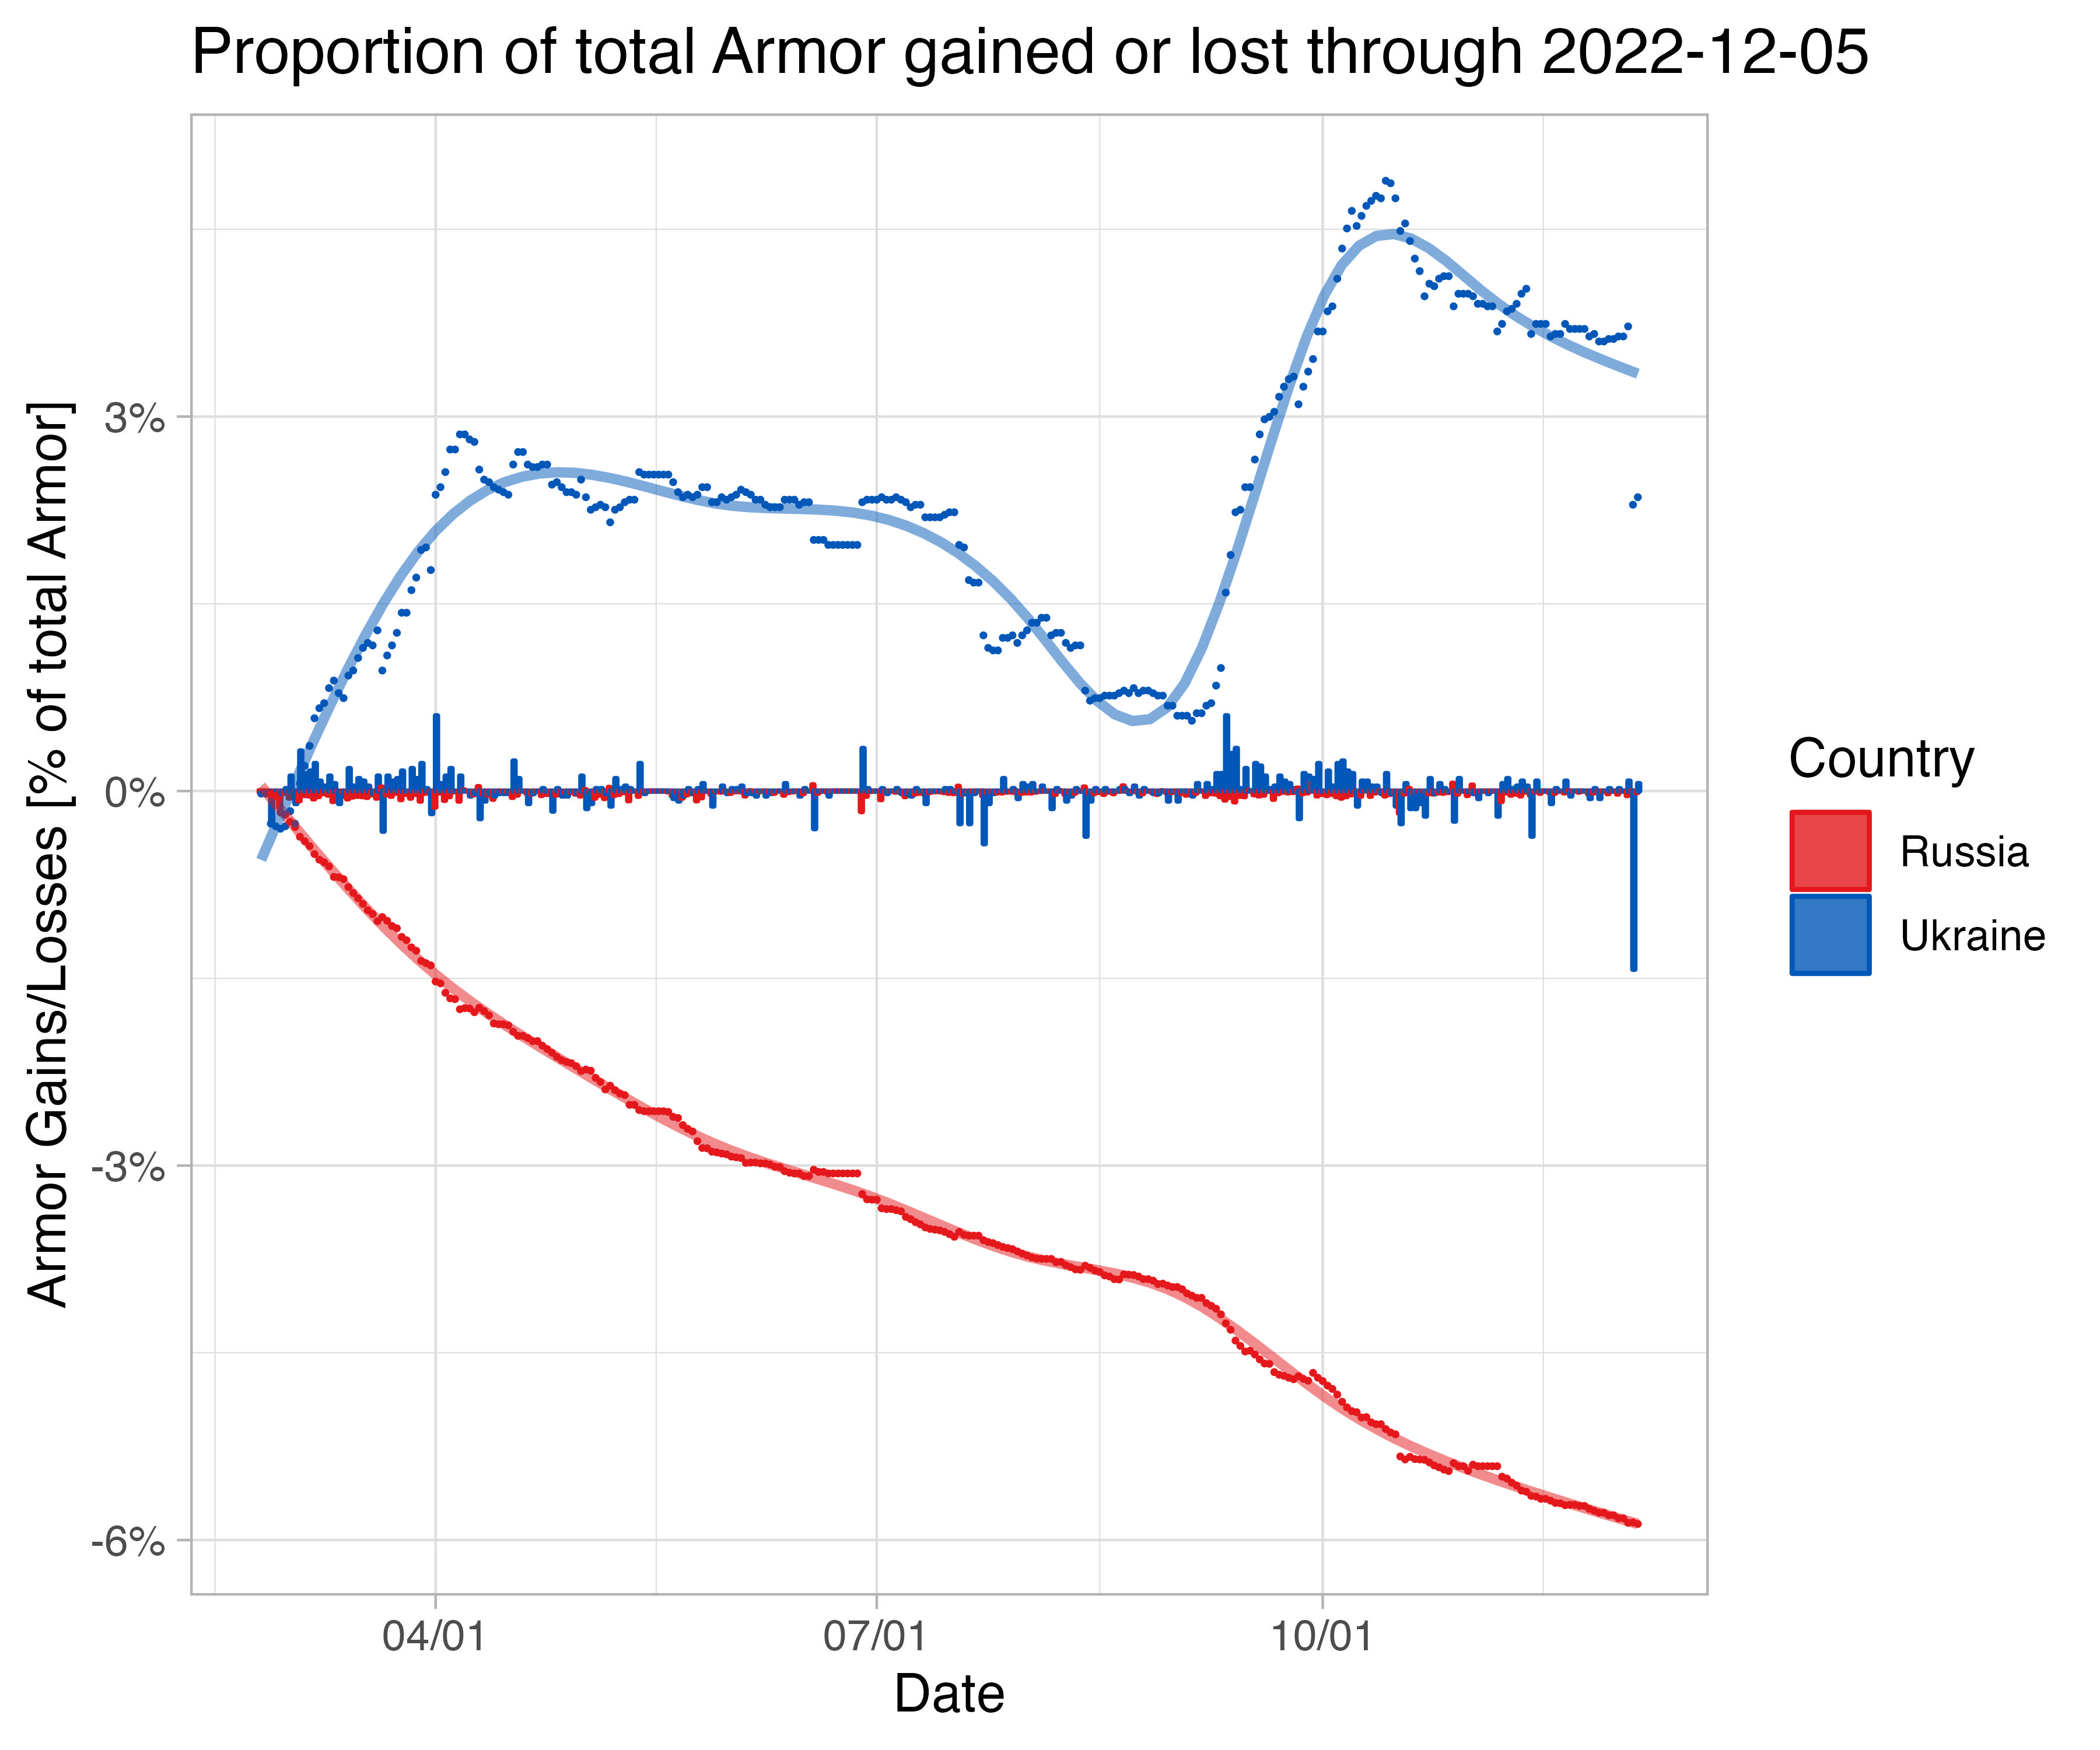 Proportion of total Armor gained or lost through 2022-12-05
Armor Gains/Losses [% of total Armor]
3%
0%
-3%
-6%
04/01
07/01
10/01
Date
Country
Russia
Ukraine